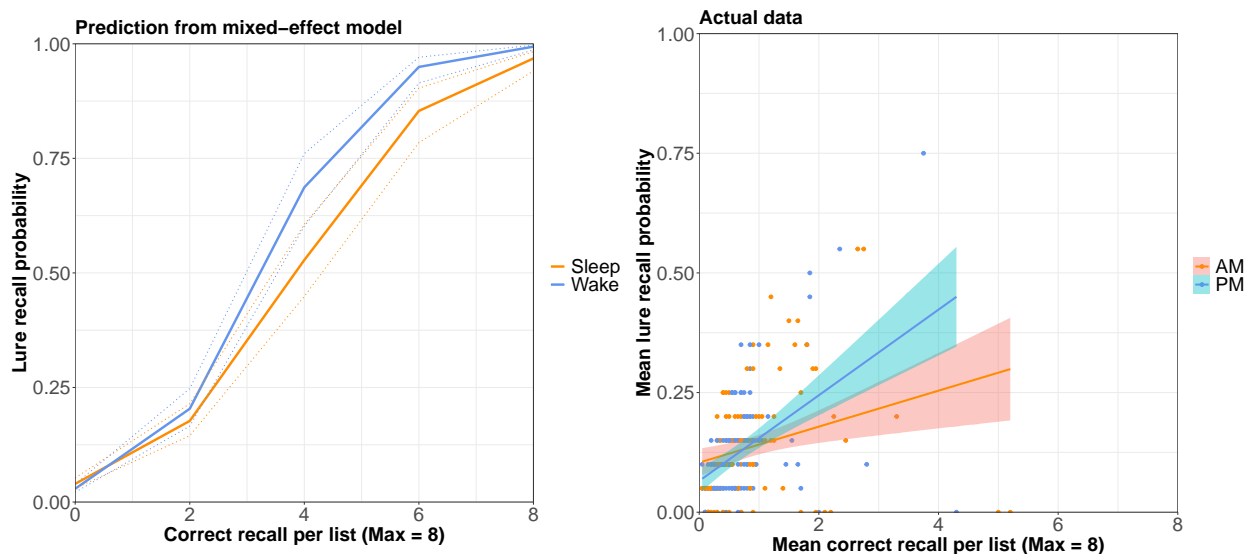 Prediction from mixed−effect model
1.00
0.75
0.50
0.25
0.00
Lure recall probability
0 2 4 6 8
Correct recall per list (Max = 8)
Sleep
Wake
Actual data
1.00
0.75
0.50
0.25
0.00
Mean lure recall probability
0 2 4 6 8
Mean correct recall per list (Max = 8)
AM
PM